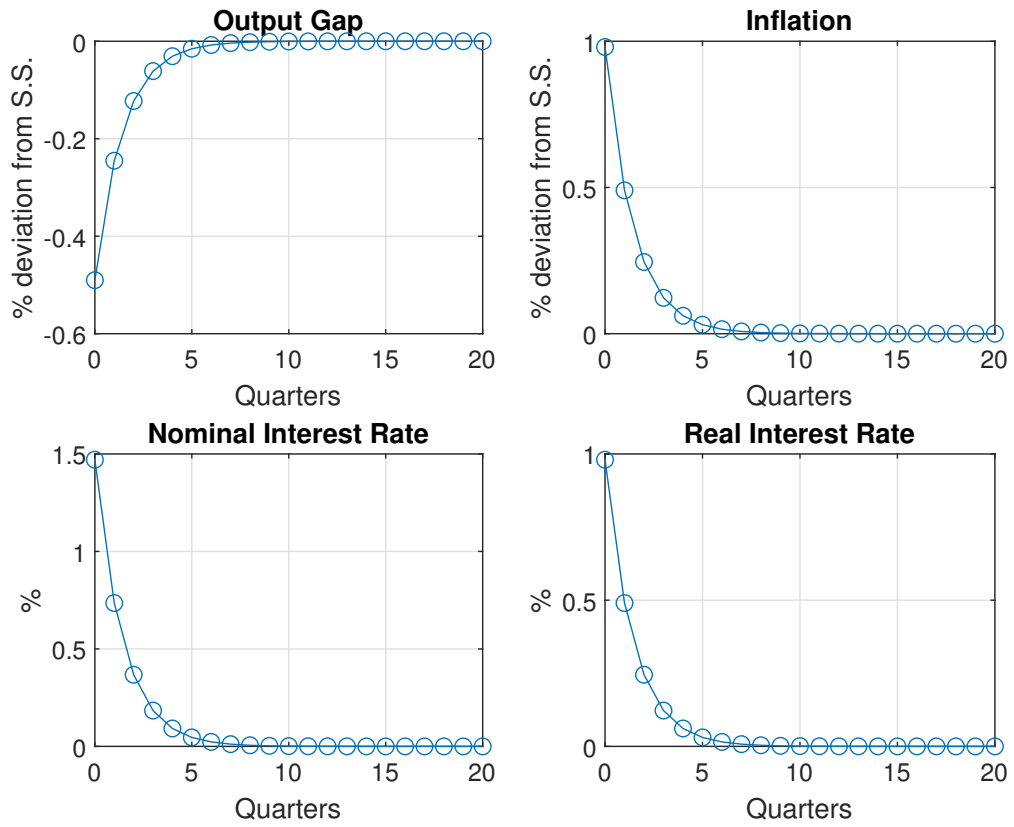 Output Gap
% deviation from S.S.
0
-0.2
-0.4
-0.6
0 5 10 15 20
Quarters
Inflation
% deviation from S.S.
1
0.5
0
0 5 10 15 20
Quarters
Nominal Interest Rate
%
1.5
1
0.5
0
0 5 10 15 20
Quarters
Real Interest Rate
%
1
0.5
0
0 5 10 15 20
Quarters